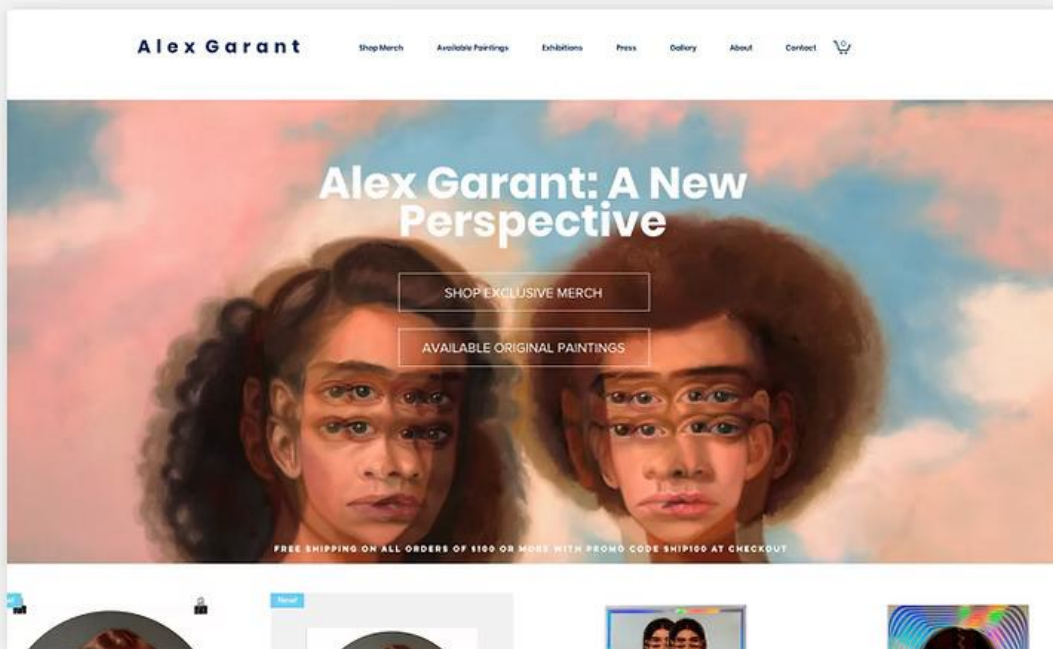 Alex Garant
Shop Merch Available Paintings Exhibitions Press Gallery About Contact 0
Alex Garant: A New
Perspective
SHOP EXCLUSIVE MERCH
AVAILABLE ORIGINAL PAINTINGS
FREE SHIPPING ON ALL ORDERS OF $100 OR MORE WITH PROMO CODE SHIP100 AT CHECKOUT
New!